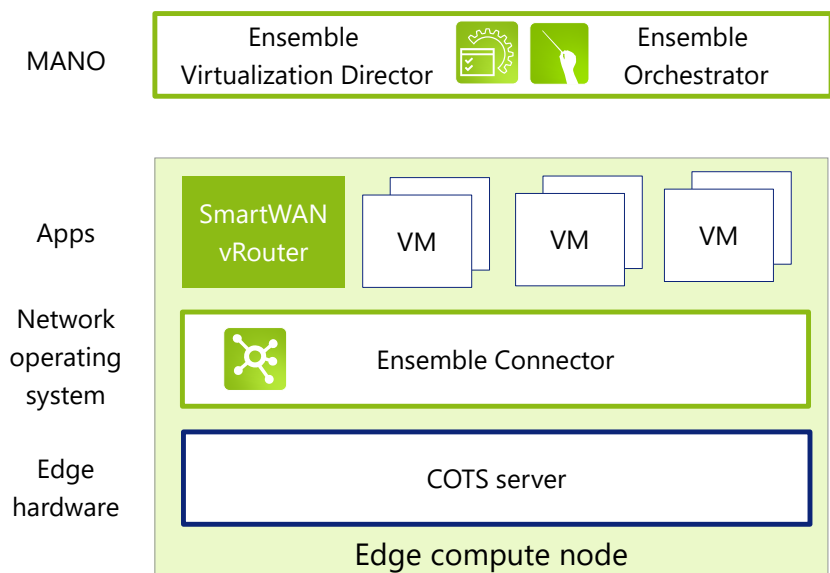 MANO
Ensemble
Virtualization Director
Ensemble
Orchestrator
Apps
SmartWAN
vRouter
VM
VM
VM
Network
operating
system
Ensemble Connector
Edge
hardware
COTS server
Edge compute node